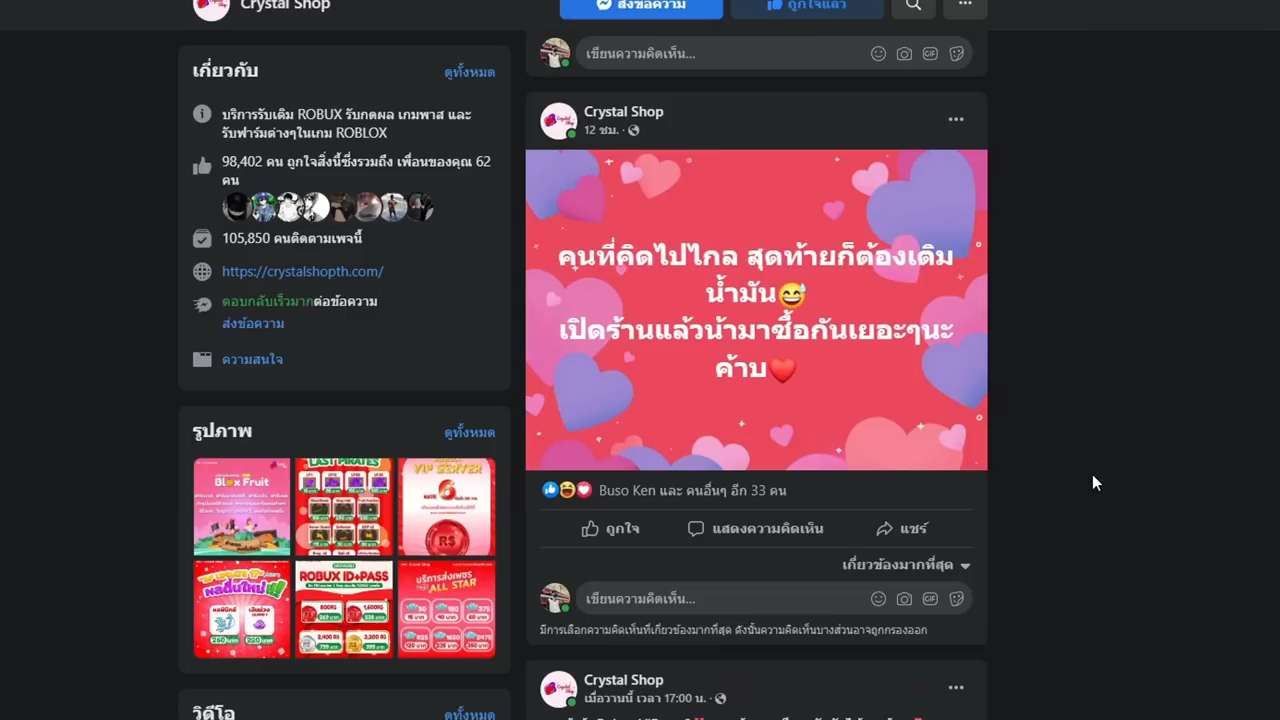 Crystal Shop
ส่งข้อความ
ถูกใจแล้ว
เกี่ยวกับ
ดูทั้งหมด
บริการรับเติม ROBUX รับกดผล เกมพาส และ
รับฟาร์มต่างๆในเกม ROBLOX
98,402 คน ถูกใจสิ่งนี้ซึ่งรวมถึง เพื่อนของคุณ 62
คน
105,850 คนติดตามเพจนี้
https://crystalshopth.com/
ตอบกลับเร็วมากต่อข้อความ
ส่งข้อความ
ความสนใจ
รูปภาพ
ดูทั้งหมด
Blox Fruit
LAST PIRATES
VIP SERVER
RATE 6
R$
ROBUX ID+PASS
800R$
1,600R$
2,400 R$
3,200 R$
ALL STAR
วิดีโอ
ดูทั้งหมด
เขียนความคิดเห็น...
GIF
Crystal Shop
12 ชม. ·
คนที่คิดไปไกล สุดท้ายก็ต้องเติม
น้ำมัน😅
เปิดร้านแล้วน้ามาซื้อกันเยอะๆนะ
ค้าบ❤️
Buso Ken และ คนอื่นๆ อีก 33 คน
ถูกใจ
แสดงความคิดเห็น
แชร์
เกี่ยวข้องมากที่สุด
เขียนความคิดเห็น...
GIF
มีการเลือกความคิดเห็นที่เกี่ยวข้องมากที่สุด ดังนั้นความคิดเห็นบางส่วนอาจถูกกรองออก
Crystal Shop
เมื่อวานนี้ เวลา 17:00 น. ·